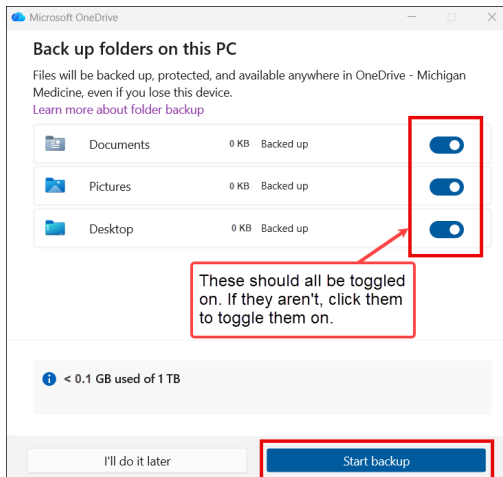 Microsoft OneDrive
Back up folders on this PC
Files will be backed up, protected, and available anywhere in OneDrive - Michigan
Medicine, even if you lose this device.
Learn more about folder backup
Documents 0 KB Backed up
Pictures 0 KB Backed up
Desktop 0 KB Backed up
These should all be toggled
on. If they aren't, click them
to toggle them on.
< 0.1 GB used of 1 TB
I'll do it later Start backup